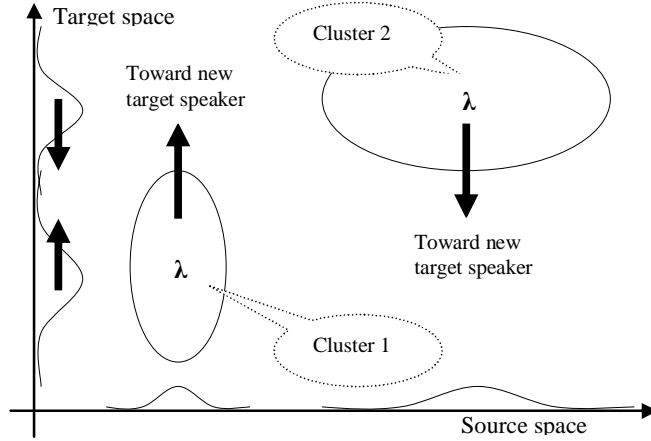 Target space
Cluster 2
Toward new
target speaker
λ
λ
Toward new
target speaker
Cluster 1
Source space